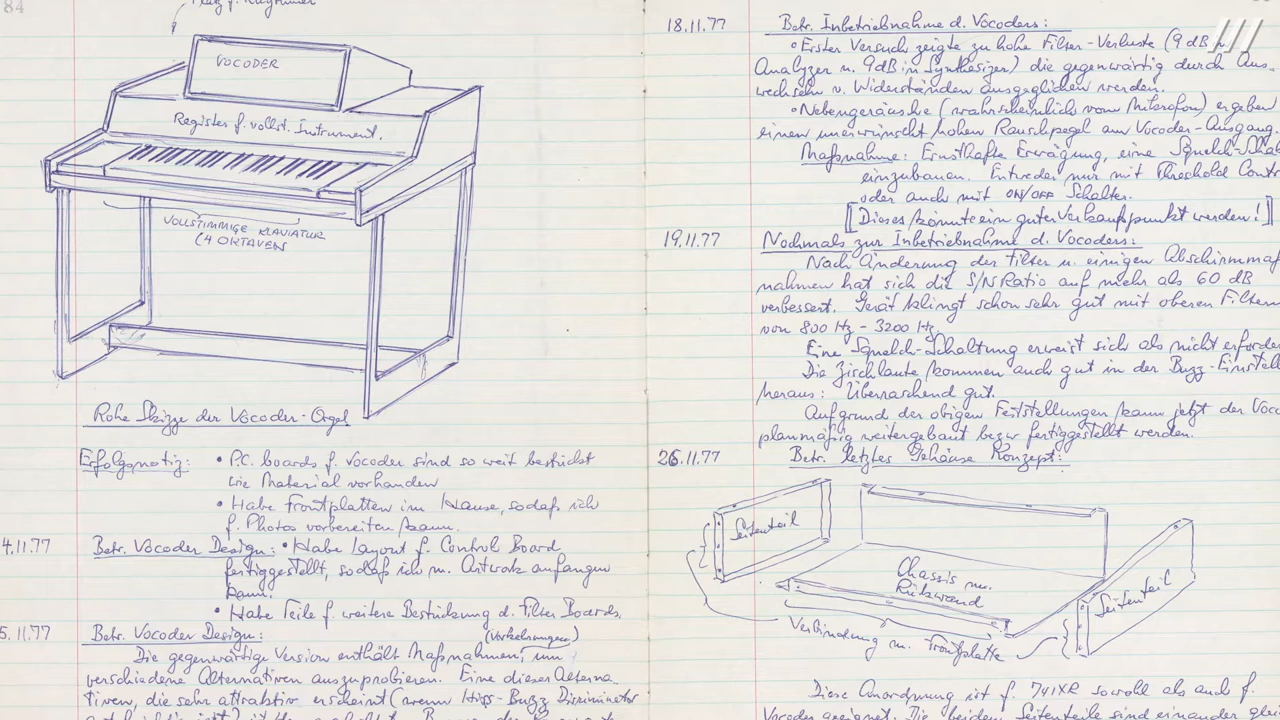 84
VOCODER
Register f. vollst. Instrument.
VOLLSTIMMIGE KLAVIATUR
(4 OKTAVEN
Rohe Skizze der Vocoder-Orgel
Erfolgsnotiz: • P.C. boards f. Vocoder sind so weit bestückt
wie Material vorhanden
• Habe Frontplatten im Hause, sodaß ich
f. Photos vorbereiten kann.
4.11.77 Betr. Vocoder Design: • Habe Layout f. Control Board
fertiggestellt, sodaß ich m. Artwork anfangen
kann.
• Habe Teile f. weitere Bestückung d. Filter Boards.
5.11.77 Betr. Vocoder Design: (Vorkehrungen)
Die gegenwärtige Version enthält Maßnahmen, um
verschiedene Alternativen auszuprobieren. Eine dieser Alterna-
tiven, die sehr attraktiv erscheint (wenn Hiss-Buzz Discriminator
18.11.77 Betr. Inbetriebnahme d. Vocoders:
• Erster Versuch zeigte zu hohe Filter-Verluste (9 dB in
Analyzer u. 9dB in Synthesizer) die gegenwärtig durch Aus-
wechseln v. Widerständen ausgeglichen werden.
• Nebengeräusche (wahrscheinlich vom Mikrofon) ergeben
einen unerwünscht hohen Rauschpegel am Vocoder-Ausgang.
Maßnahme: Ernsthafte Erwägung, eine Squelch-Schal
einzubauen. Entweder nur mit Threshold Contr
oder auch mit ON/OFF Schalter.
[Dieses könnte ein guter Verkaufspunkt werden!]
19.11.77 Nochmals zur Inbetriebnahme d. Vocoders:
Nach Änderung der Filter u. einigen Abschirmmaß
nahmen hat sich die S/N Ratio auf mehr als 60 dB
verbessert. Gerät klingt schon sehr gut mit oberen Filtern
von 800 Hz - 3200 Hz.
Eine Squelch-Schaltung erweist sich als nicht erforde
Die Zischlaute kommen auch gut in der Buzz-Einstell
heraus: Überraschend gut.
Aufgrund der obigen Feststellungen kann jetzt der Voco
planmäßig weitergebaut bezw fertiggestellt werden.
26.11.77 Betr. letztes Gehäuse Konzept:
Seitenteil
Chassis m.
Rückwand
Seitenteil
Verbindung m. Frontplatte
Diese Anordnung ist f. 741XR sowohl als auch f.
Vocoder geeignet. Die beiden Seitenteile sind einander glei